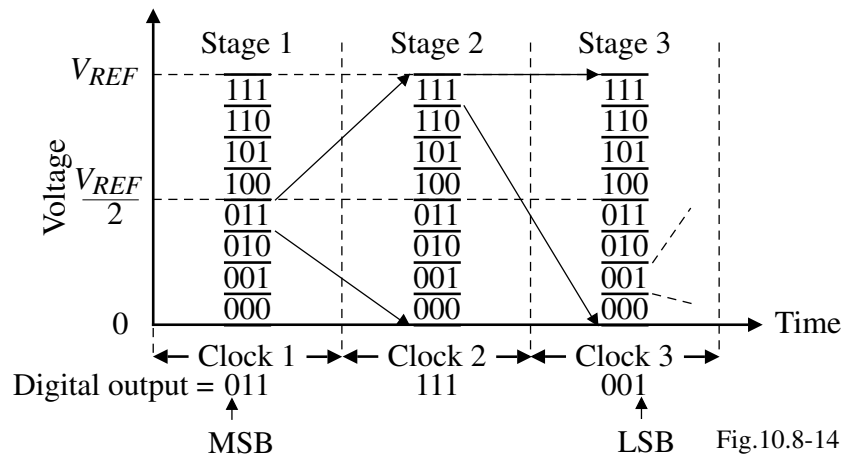 Stage 1 Stage 2 Stage 3
V_REF
111 111 111
110 110 110
101 101 101
100 100 100
V_REF
2
011 011 011
010 010 010
001 001 001
000 000 000
Voltage
0
Time
Clock 1 Clock 2 Clock 3
Digital output = 011 111 001
MSB LSB Fig.10.8-14